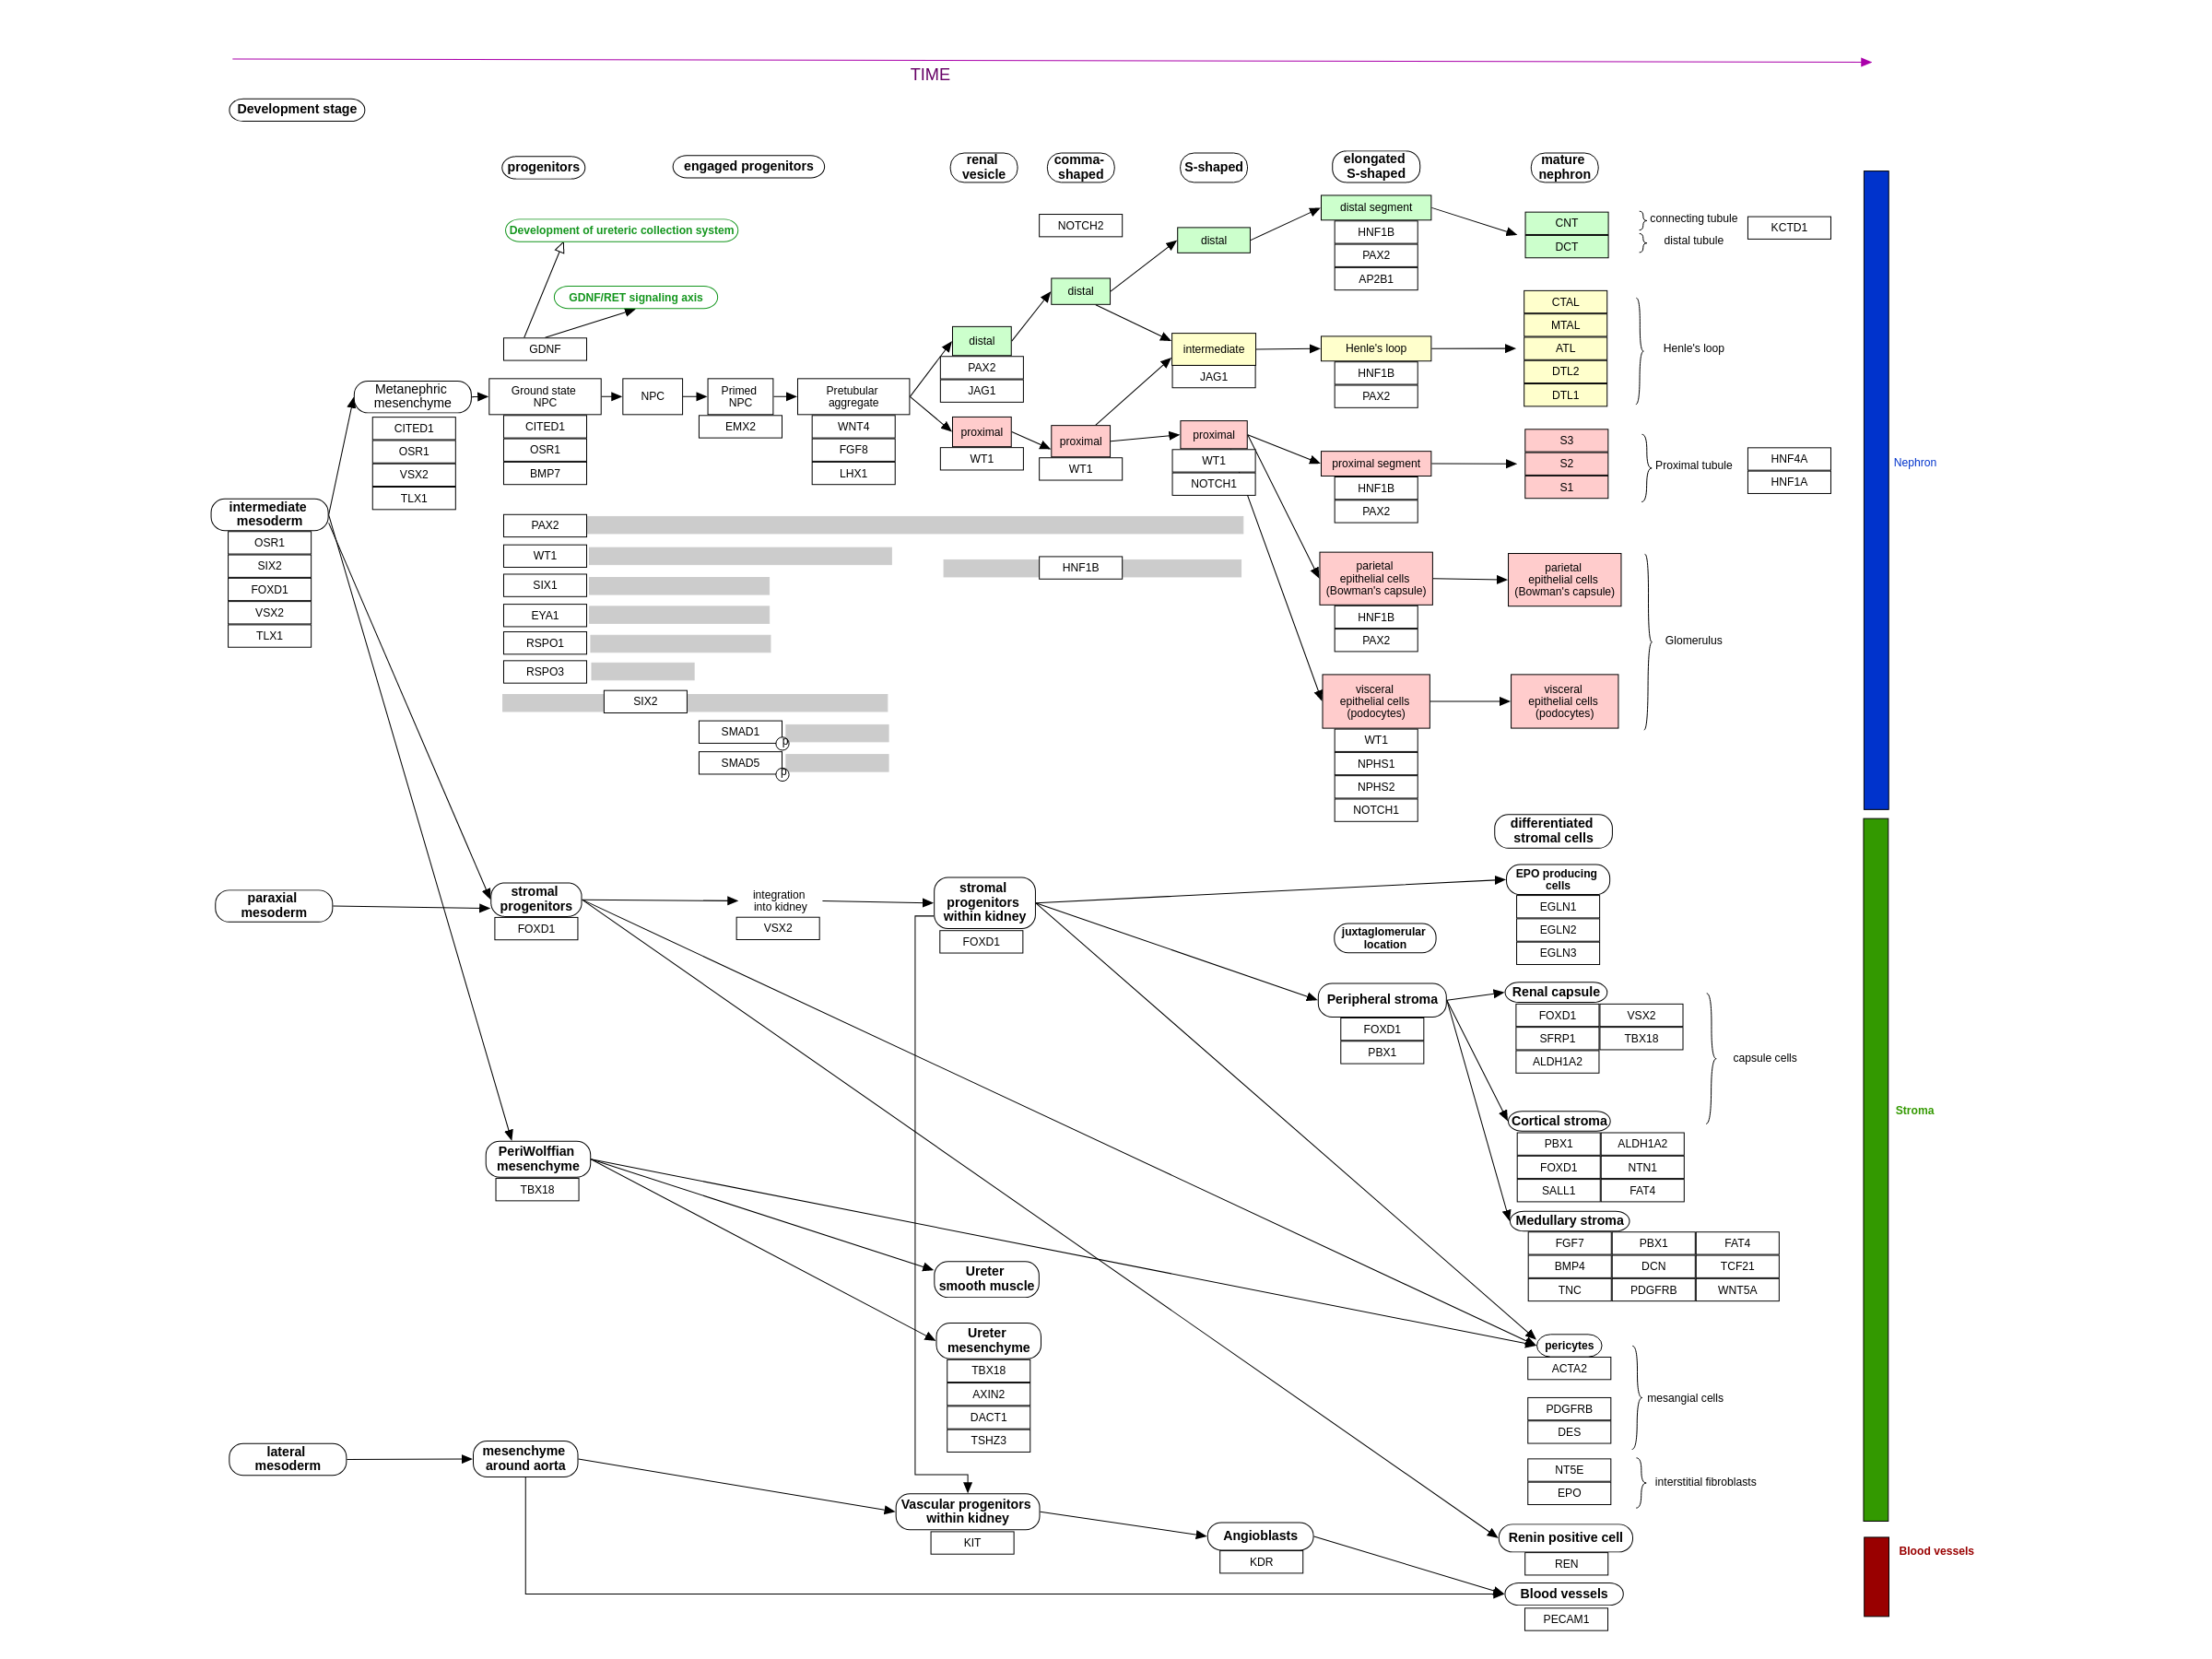 TIME
Development stage
progenitors
engaged progenitors
renal
vesicle
comma-
shaped
S-shaped
elongated
S-shaped
mature
nephron
Development of ureteric collection system
GDNF/RET signaling axis
GDNF
NOTCH2
distal
distal
distal
distal segment
HNF1B
PAX2
AP2B1
CNT
DCT
connecting tubule
distal tubule
KCTD1
PAX2
JAG1
intermediate
JAG1
Henle's loop
HNF1B
PAX2
CTAL
MTAL
ATL
DTL2
DTL1
Henle's loop
Metanephric
mesenchyme
CITED1
OSR1
VSX2
TLX1
Ground state
NPC
CITED1
OSR1
BMP7
NPC
Primed
NPC
EMX2
Pretubular
aggregate
WNT4
FGF8
LHX1
proximal
WT1
proximal
WT1
proximal
WT1
NOTCH1
proximal segment
HNF1B
PAX2
S3
S2
S1
Proximal tubule
HNF4A
HNF1A
Nephron
intermediate
mesoderm
OSR1
SIX2
FOXD1
VSX2
TLX1
PAX2
WT1
SIX1
EYA1
RSPO1
RSPO3
SIX2
SMAD1
p
SMAD5
p
HNF1B
parietal
epithelial cells
(Bowman's capsule)
HNF1B
PAX2
parietal
epithelial cells
(Bowman's capsule)
Glomerulus
visceral
epithelial cells
(podocytes)
WT1
NPHS1
NPHS2
NOTCH1
visceral
epithelial cells
(podocytes)
differentiated
stromal cells
paraxial
mesoderm
stromal
progenitors
FOXD1
integration
into kidney
VSX2
stromal
progenitors
within kidney
FOXD1
EPO producing
cells
EGLN1
EGLN2
EGLN3
juxtaglomerular
location
Peripheral stroma
FOXD1
PBX1
Renal capsule
FOXD1 VSX2
SFRP1 TBX18
ALDH1A2
capsule cells
Cortical stroma
PBX1 ALDH1A2
FOXD1 NTN1
SALL1 FAT4
Stroma
Medullary stroma
FGF7 PBX1 FAT4
BMP4 DCN TCF21
TNC PDGFRB WNT5A
PeriWolffian
mesenchyme
TBX18
Ureter
smooth muscle
Ureter
mesenchyme
TBX18
AXIN2
DACT1
TSHZ3
pericytes
ACTA2
PDGFRB
DES
mesangial cells
NT5E
EPO
interstitial fibroblasts
lateral
mesoderm
mesenchyme
around aorta
Vascular progenitors
within kidney
KIT
Angioblasts
KDR
Renin positive cell
REN
Blood vessels
PECAM1
Blood vessels